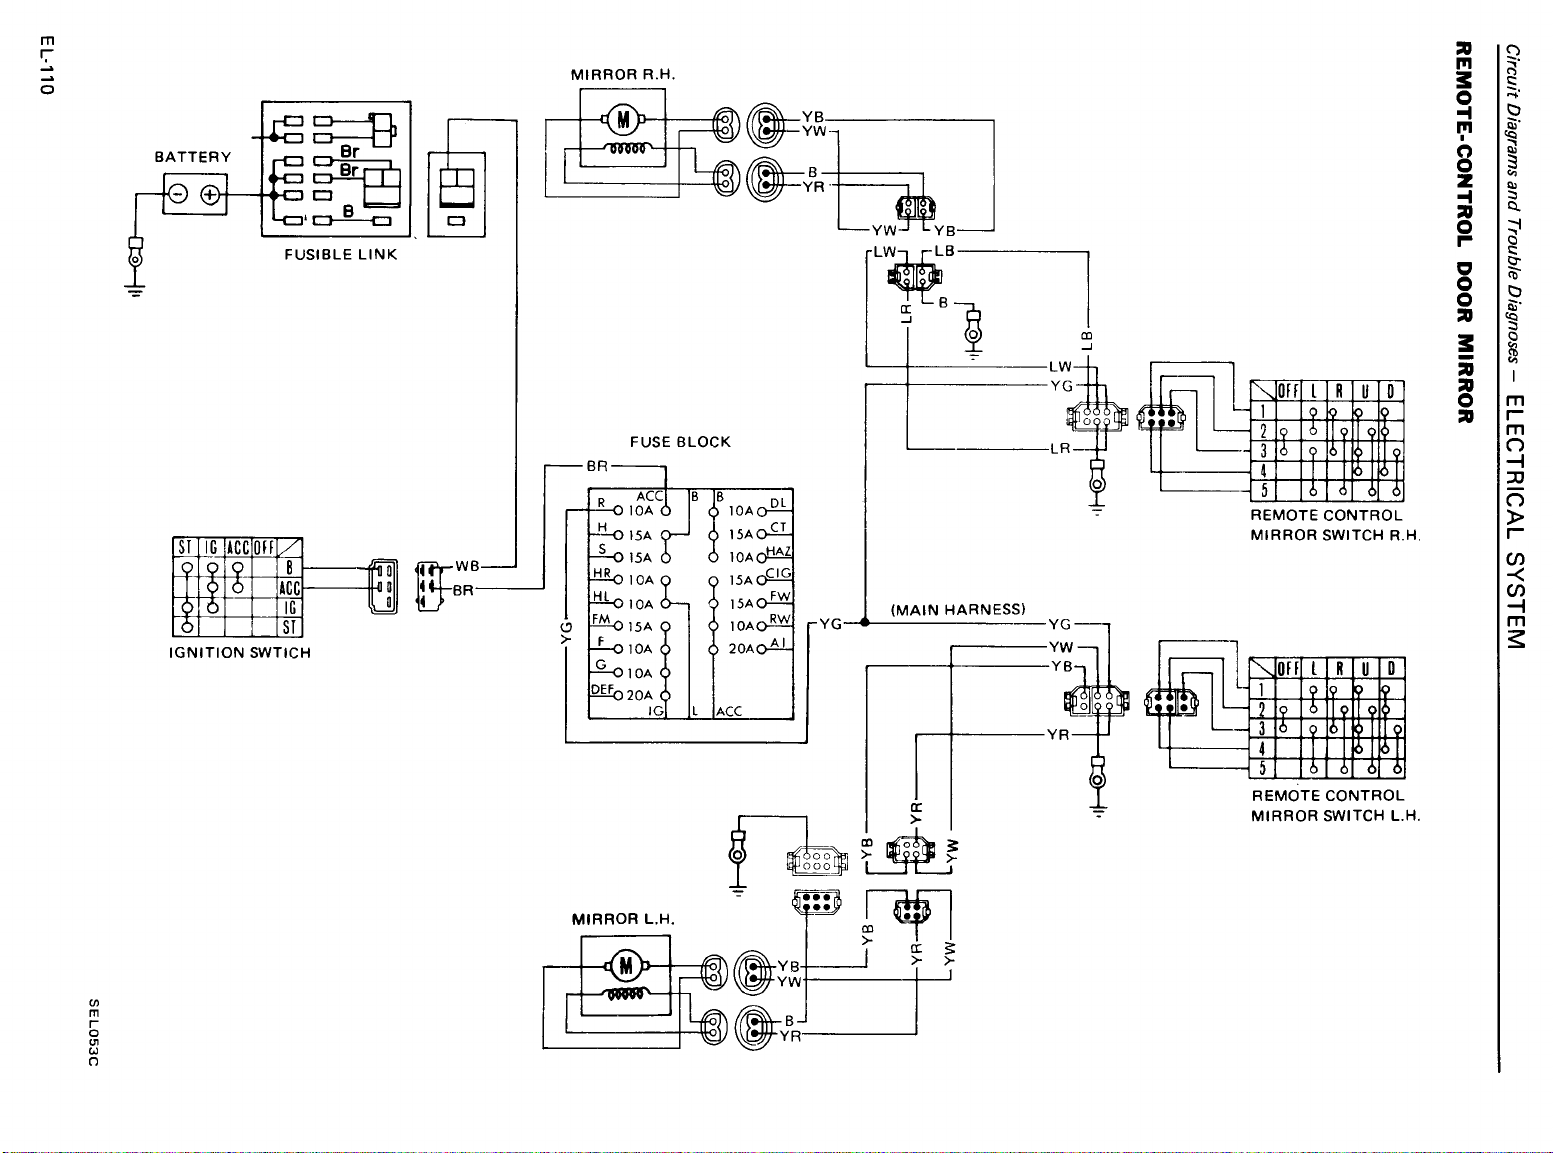 EL-110
Circuit Diagrams and Trouble Diagnoses — ELECTRICAL SYSTEM
REMOTE-CONTROL DOOR MIRROR
MIRROR R.H.
M
YB
YW
B
YR
YW
YB
LW
LB
B
LR
LB
LW
YG
LR
BATTERY
Br
Br
B
FUSIBLE LINK
OFF L R U D
1
2
3
4
5
REMOTE CONTROL
MIRROR SWITCH R.H.
FUSE BLOCK
BR
ACC B B
R 10A 10A DL
H 15A 15A CT
S 15A 10A HAZ
HR 10A 15A CIG
HL 10A 15A FW
FM 15A 10A RW
F 10A 20A A I
G 10A
DEF 20A
IG L ACC
YG
YG
ST IG ACC OFF
B
ACC
IG
ST
IGNITION SWTICH
WB
BR
(MAIN HARNESS)
YG
YW
YB
YR
OFF L R U D
1
2
3
4
5
REMOTE CONTROL
MIRROR SWITCH L.H.
YR
YB
YW
YB
YR
YW
MIRROR L.H.
M
YB
YW
B
YR
SEL053C